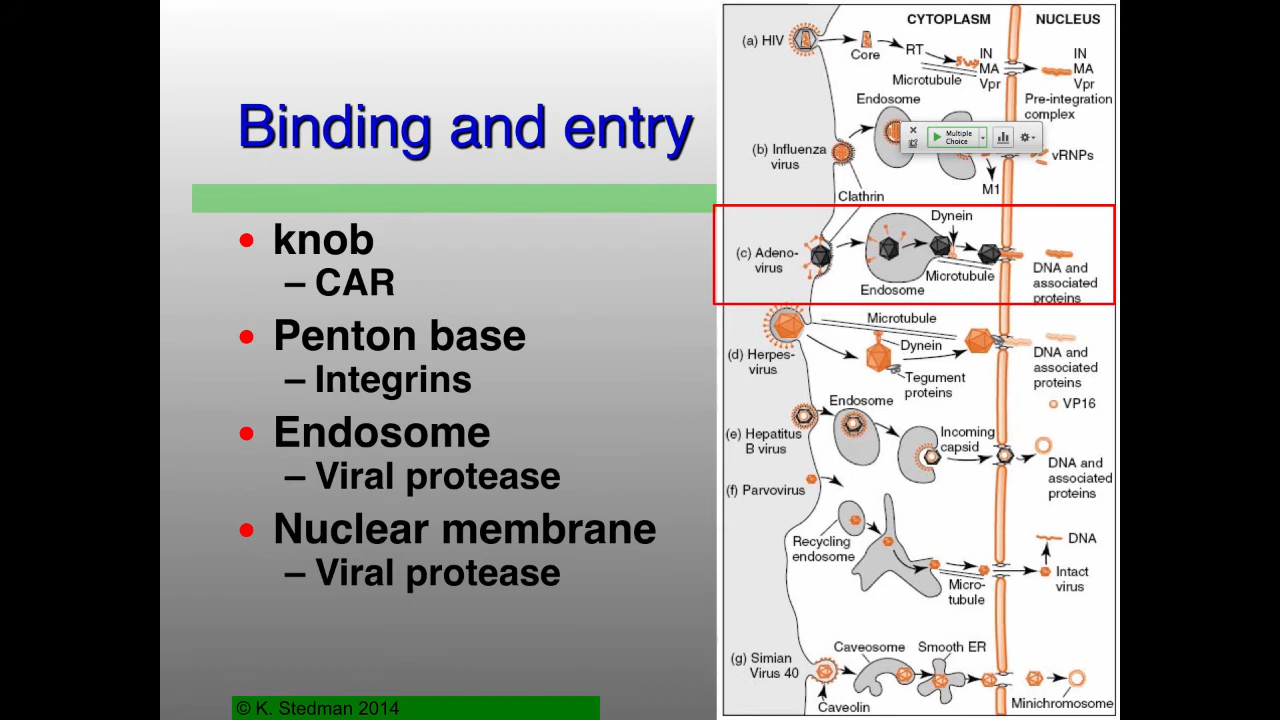 Binding and entry
• knob
– CAR
• Penton base
– Integrins
• Endosome
– Viral protease
• Nuclear membrane
– Viral protease
© K. Stedman 2014
CYTOPLASM
NUCLEUS
(a) HIV
Core
RT
IN
MA
Vpr
Microtubule
IN
MA
Vpr
Pre-integration
complex
Endosome
Multiple
Choice
(b) Influenza
virus
vRNPs
M1
Clathrin
Dynein
(c) Adeno-
virus
Microtubule
Endosome
DNA and
associated
proteins
Microtubule
Dynein
(d) Herpes-
virus
Tegument
proteins
DNA and
associated
proteins
VP16
Endosome
(e) Hepatitus
B virus
Incoming
capsid
DNA and
associated
proteins
(f) Parvovirus
Recycling
endosome
Micro-
tubule
DNA
Intact
virus
(g) Simian
Virus 40
Caveosome
Smooth ER
Caveolin
Minichromosome